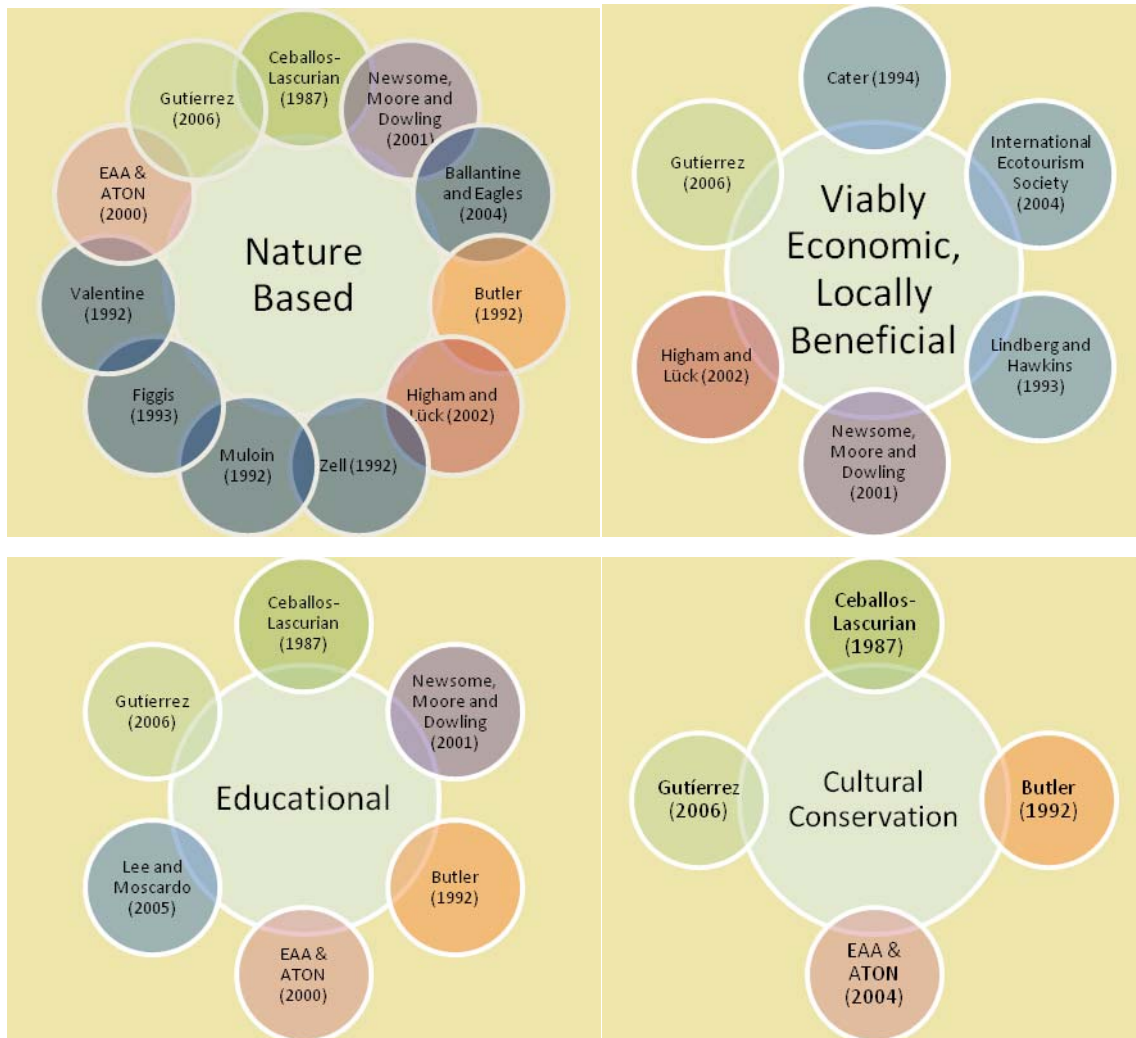 Nature
Based
Ceballos-
Lascurian
(1987)
Newsome,
Moore and
Dowling
(2001)
Ballantine
and Eagles
(2004)
Butler
(1992)
Higham and
Lück (2002)
Zell (1992)
Muloin
(1992)
Figgis
(1993)
Valentine
(1992)
EAA &
ATON
(2000)
Gutíerrez
(2006)
Viably
Economic,
Locally
Beneficial
Cater (1994)
International
Ecotourism
Society
(2004)
Lindberg and
Hawkins
(1993)
Newsome,
Moore and
Dowling
(2001)
Higham and
Lück (2002)
Gutíerrez
(2006)
Educational
Ceballos-
Lascurian
(1987)
Newsome,
Moore and
Dowling
(2001)
Butler
(1992)
EAA &
ATON
(2000)
Lee and
Moscardo
(2005)
Gutíerrez
(2006)
Cultural
Conservation
Ceballos-
Lascurian
(1987)
Butler
(1992)
EAA &
ATON
(2004)
Gutíerrez
(2006)